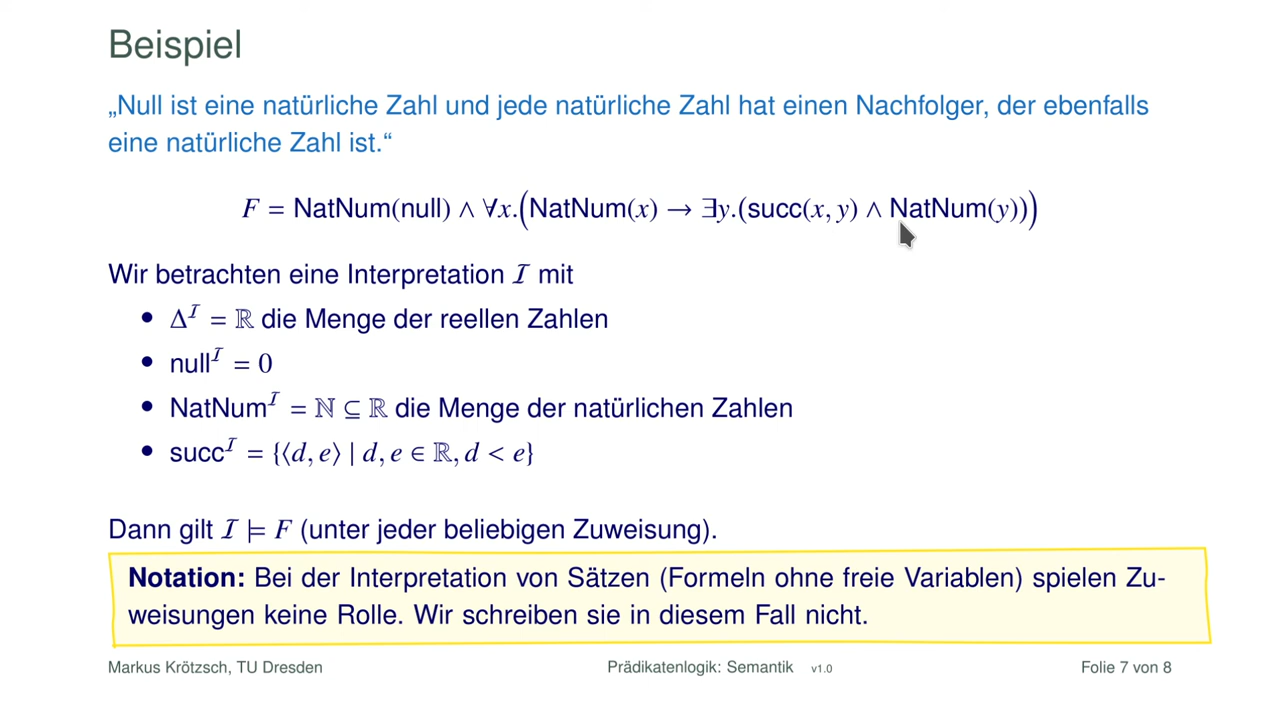 Beispiel
„Null ist eine natürliche Zahl und jede natürliche Zahl hat einen Nachfolger, der ebenfalls
eine natürliche Zahl ist.“
F = NatNum(null) ∧ ∀x.(NatNum(x) → ∃y.(succ(x, y) ∧ NatNum(y)))
Wir betrachten eine Interpretation 𝓘 mit
• Δ^𝓘 = ℝ die Menge der reellen Zahlen
• null^𝓘 = 0
• NatNum^𝓘 = ℕ ⊆ ℝ die Menge der natürlichen Zahlen
• succ^𝓘 = {⟨d, e⟩ | d, e ∈ ℝ, d < e}
Dann gilt 𝓘 ⊨ F (unter jeder beliebigen Zuweisung).
Notation: Bei der Interpretation von Sätzen (Formeln ohne freie Variablen) spielen Zu-
weisungen keine Rolle. Wir schreiben sie in diesem Fall nicht.
Markus Krötzsch, TU Dresden Prädikatenlogik: Semantik v1.0 Folie 7 von 8